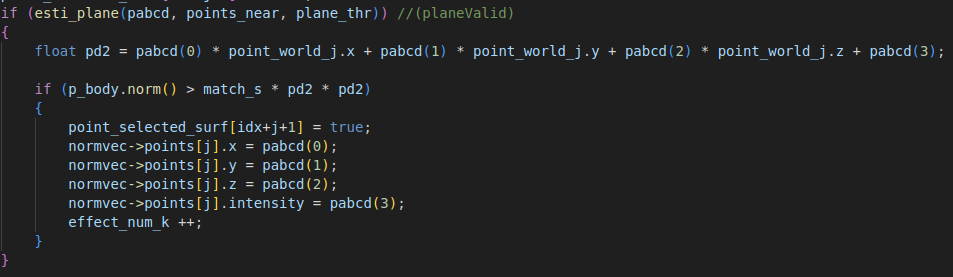 if (esti_plane(pabcd, points_near, plane_thr)) //(planeValid)
{
    float pd2 = pabcd(0) * point_world_j.x + pabcd(1) * point_world_j.y + pabcd(2) * point_world_j.z + pabcd(3);

    if (p_body.norm() > match_s * pd2 * pd2)
    {
        point_selected_surf[idx+j+1] = true;
        normvec->points[j].x = pabcd(0);
        normvec->points[j].y = pabcd(1);
        normvec->points[j].z = pabcd(2);
        normvec->points[j].intensity = pabcd(3);
        effect_num_k ++;
    }
}